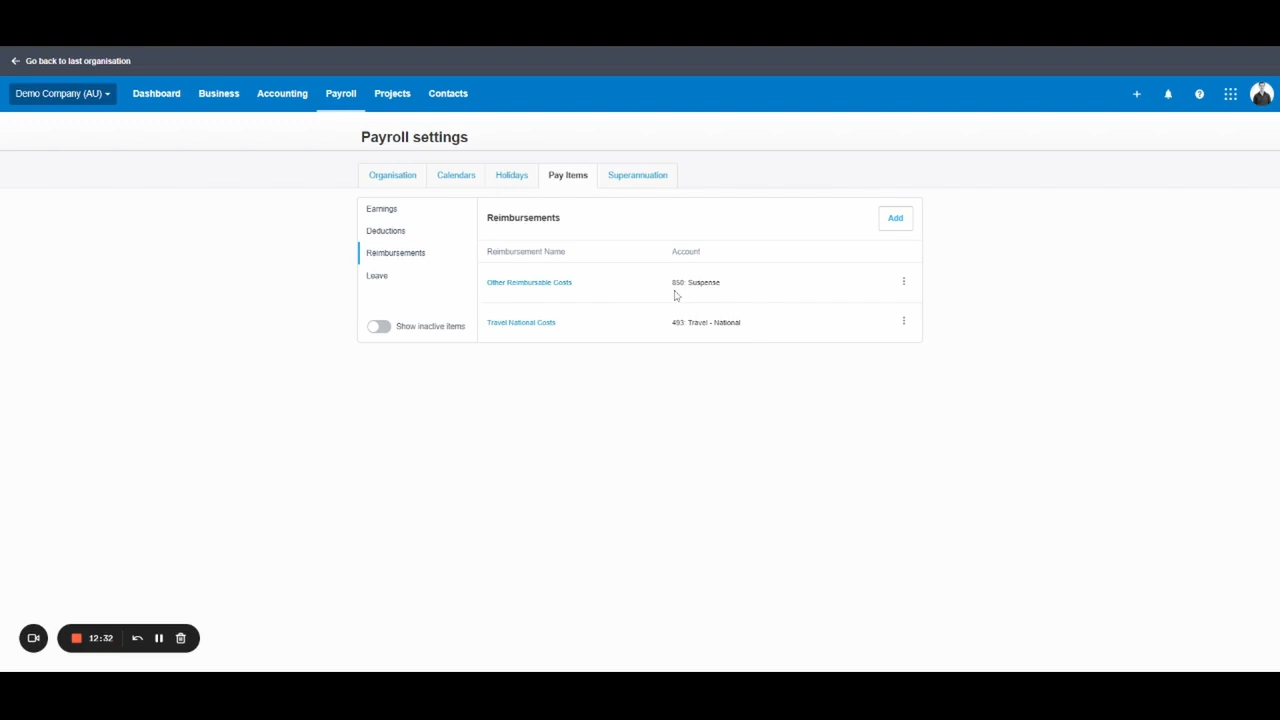 Go back to last organisation
Demo Company (AU) Dashboard Business Accounting Payroll Projects Contacts
Payroll settings
Organisation Calendars Holidays Pay Items Superannuation
Earnings
Deductions
Reimbursements
Leave
Show inactive items
Reimbursements Add
Reimbursement Name Account
Other Reimbursable Costs 850: Suspense
Travel National Costs 493: Travel - National
12:32